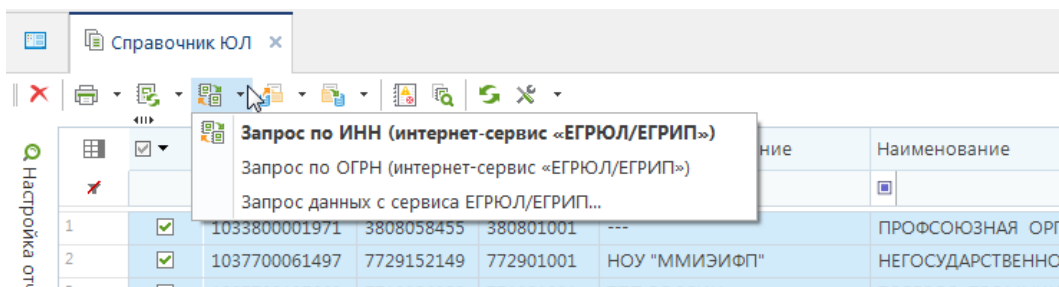 Справочник ЮЛ
Запрос по ИНН (интернет-сервис «ЕГРЮЛ/ЕГРИП»)
Запрос по ОГРН (интернет-сервис «ЕГРЮЛ/ЕГРИП»)
Запрос данных с сервиса ЕГРЮЛ/ЕГРИП...
ние Наименование
Настройка от
1 1033800001971 3808058455 380801001 --- ПРОФСОЮЗНАЯ ОРГ
2 1037700061497 7729152149 772901001 НОУ "ММИЭИФП" НЕГОСУДАРСТВЕННО